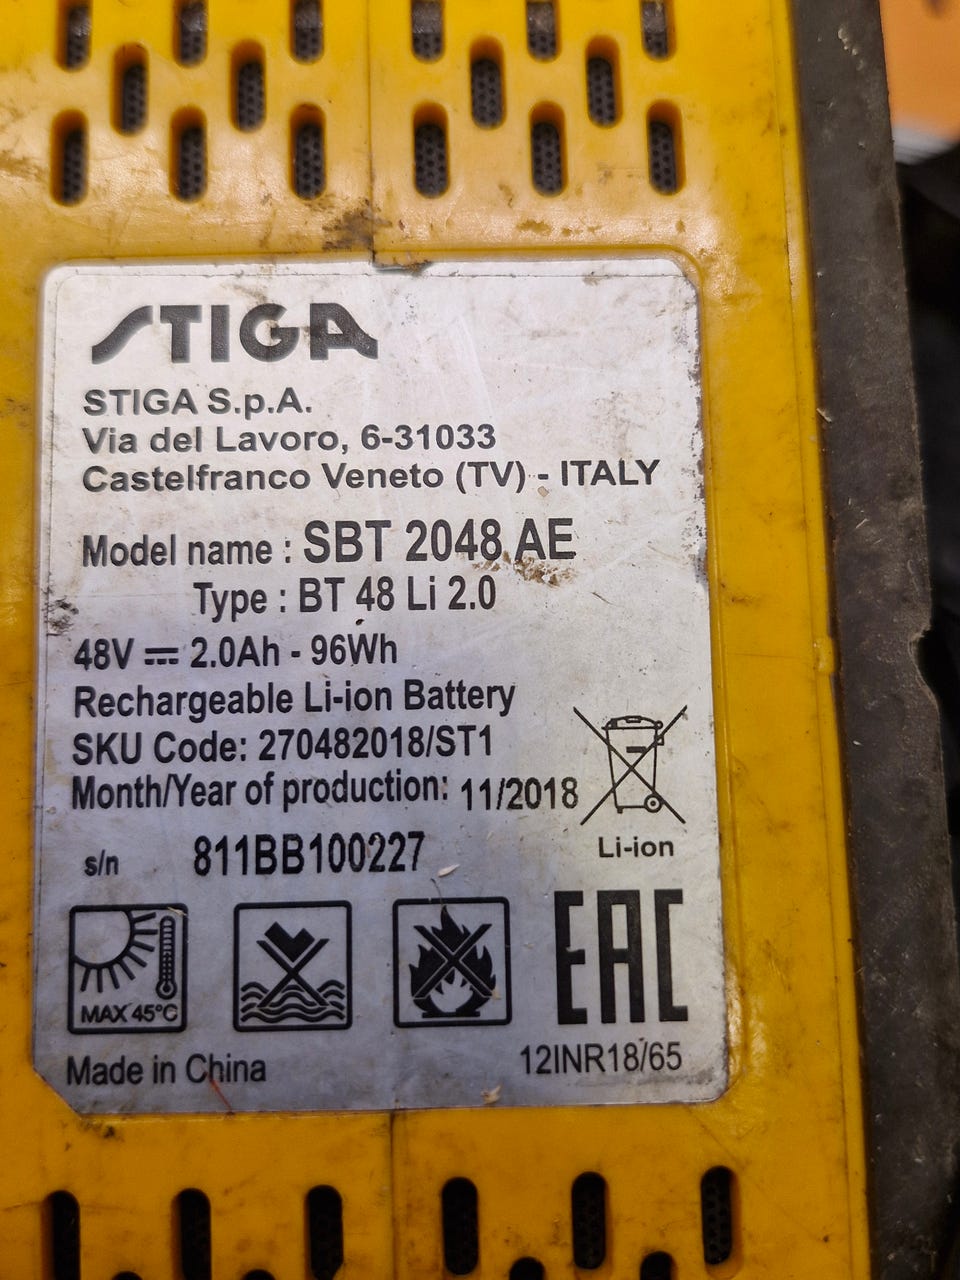 STIGA
STIGA S.p.A.
Via del Lavoro, 6-31033
Castelfranco Veneto (TV) - ITALY
Model name : SBT 2048 AE
Type : BT 48 Li 2.0
48V ⎓ 2.0Ah - 96Wh
Rechargeable Li-ion Battery
SKU Code: 270482018/ST1
Month/Year of production: 11/2018
Li-ion
s/n 811BB100227
MAX 45°C
EAC
Made in China
12INR18/65